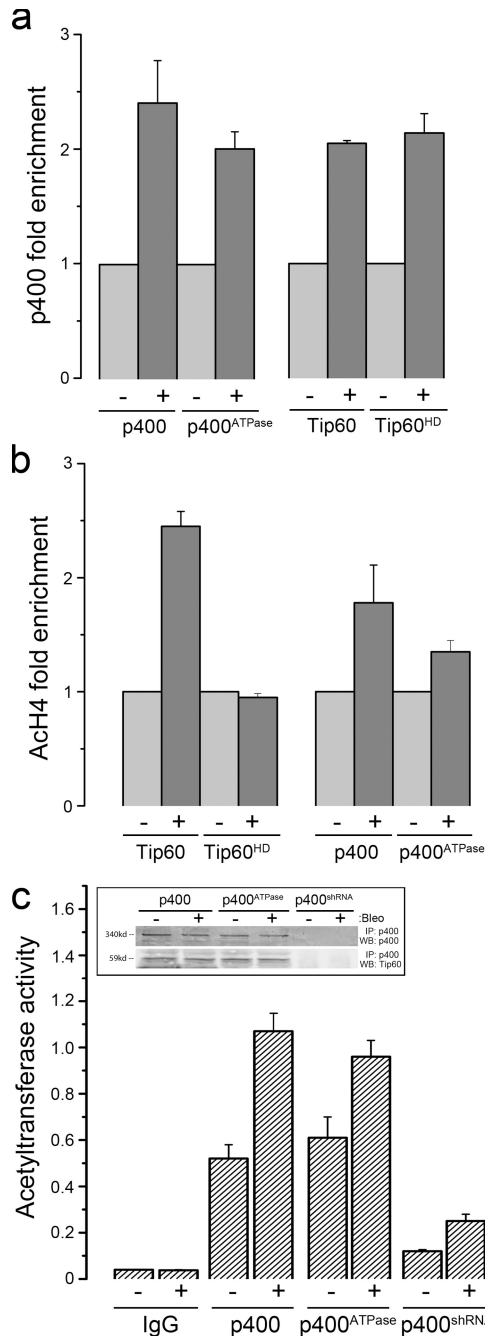 a
p400 fold enrichment
3
2
1
0
- + - + - + - +
p400 p400ATPase Tip60 Tip60HD
b
AcH4 fold enrichment
3
2
1
0
- + - + - + - +
Tip60 Tip60HD p400 p400ATPase
c
Acetyltransferase activity
1.6
1.4
1.2
1.0
0.8
0.6
0.4
0.2
0
p400 p400ATPase p400shRNA
- + - + - + :Bleo
340kd -- IP: p400
WB: p400
59kd -- IP: p400
WB: Tip60
- + - + - + - +
IgG p400 p400ATPase p400shRN